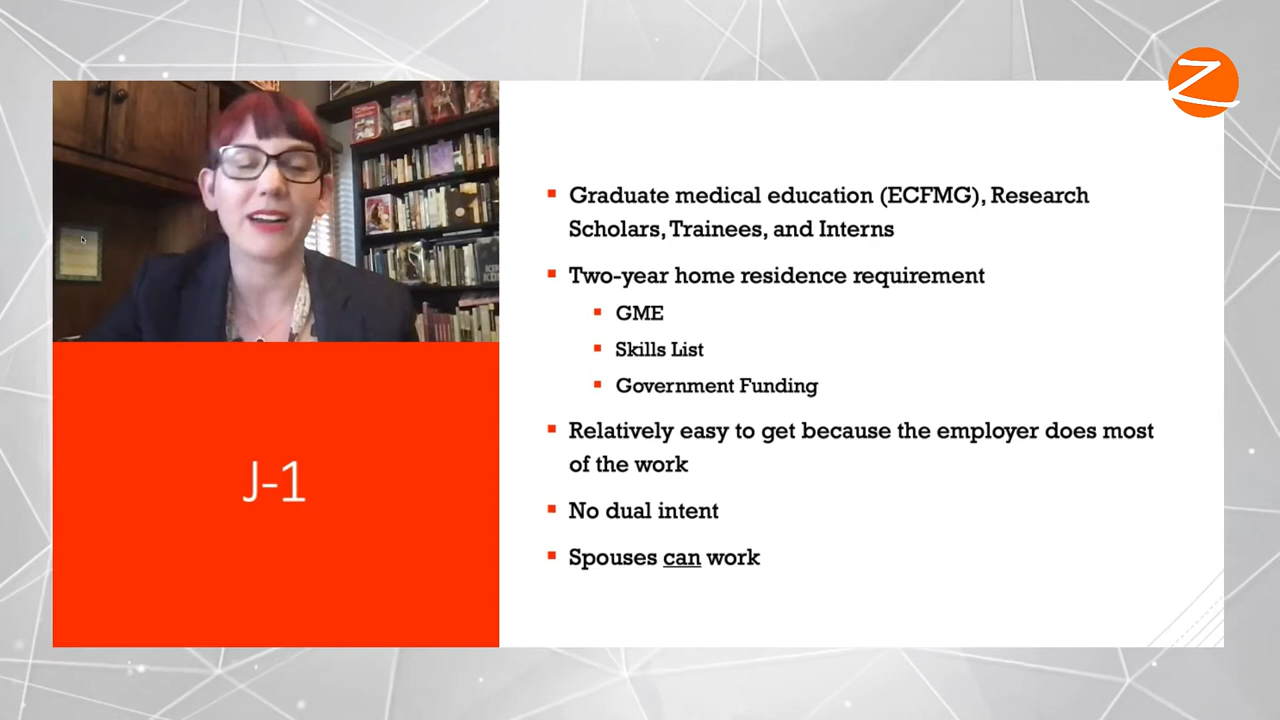 Z
Graduate medical education (ECFMG), Research
Scholars, Trainees, and Interns
Two-year home residence requirement
GME
Skills List
Government Funding
Relatively easy to get because the employer does most
of the work
No dual intent
Spouses can work
J-1